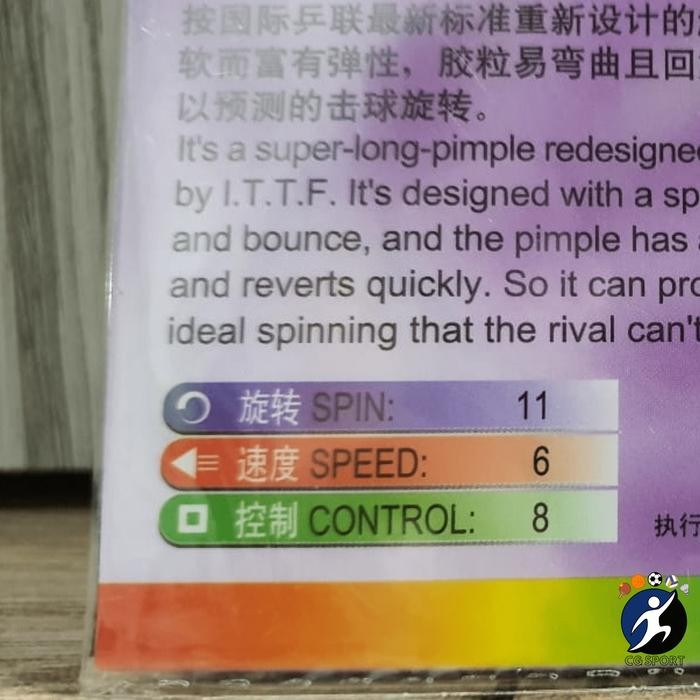 按国际乒联最新标准重新设计的
软而富有弹性，胶粒易弯曲且回
以预测的击球旋转。
It's a super-long-pimple redesigne
by I.T.T.F. It's designed with a sp
and bounce, and the pimple has
and reverts quickly. So it can pro
ideal spinning that the rival can't
旋转 SPIN: 11
速度 SPEED: 6
控制 CONTROL: 8
执行
CG SPORT